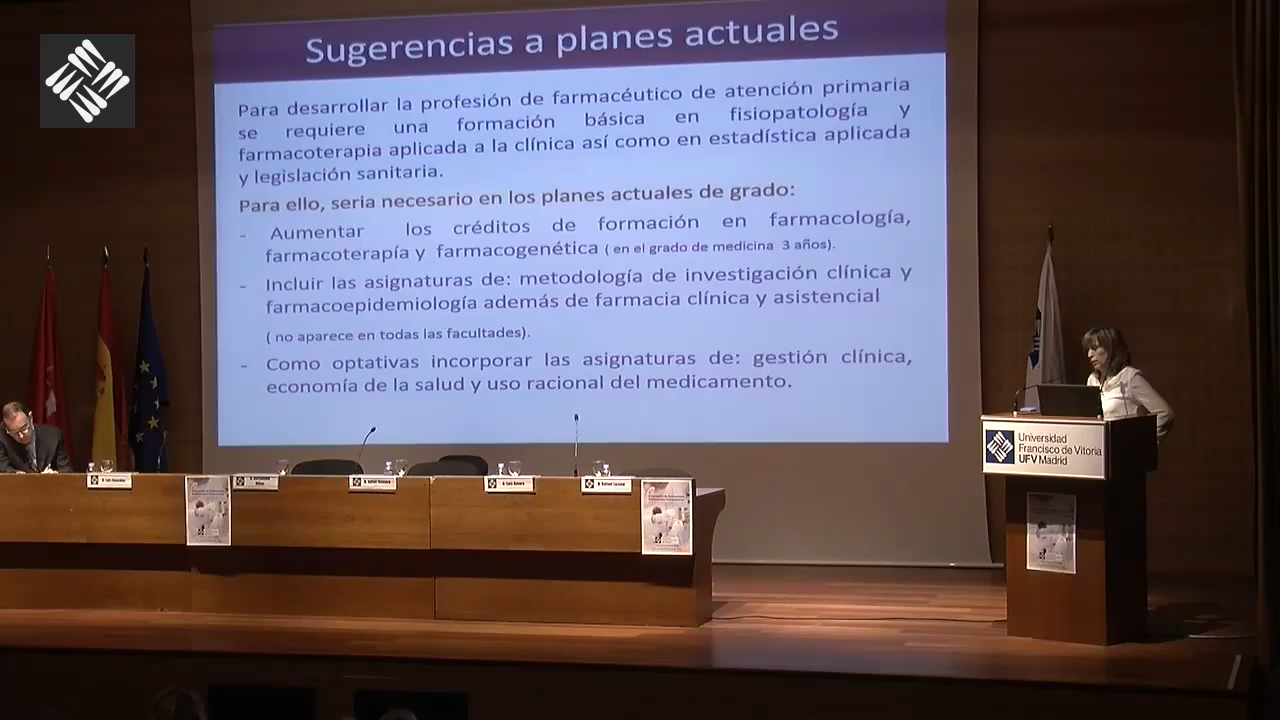 Sugerencias a planes actuales
Para desarrollar la profesión de farmacéutico de atención primaria
se requiere una formación básica en fisiopatología y
farmacoterapia aplicada a la clínica así como en estadística aplicada
y legislación sanitaria.
Para ello, seria necesario en los planes actuales de grado:
- Aumentar los créditos de formación en farmacología,
farmacoterapía y farmacogenética ( en el grado de medicina 3 años).
- Incluir las asignaturas de: metodología de investigación clínica y
farmacoepidemiología además de farmacia clínica y asistencial
( no aparece en todas las facultades).
- Como optativas incorporar las asignaturas de: gestión clínica,
economía de la salud y uso racional del medicamento.
Universidad
Francisco de Vitoria
UFV Madrid